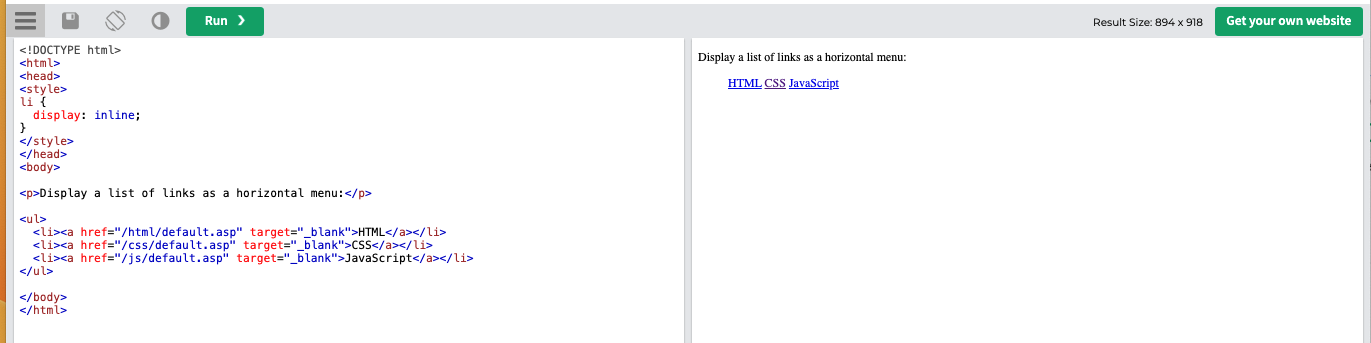 Run ❯
Result Size: 894 x 918
Get your own website
<!DOCTYPE html>
<html>
<head>
<style>
li {
  display: inline;
}
</style>
</head>
<body>

<p>Display a list of links as a horizontal menu:</p>

<ul>
  <li><a href="/html/default.asp" target="_blank">HTML</a></li>
  <li><a href="/css/default.asp" target="_blank">CSS</a></li>
  <li><a href="/js/default.asp" target="_blank">JavaScript</a></li>
</ul>

</body>
</html>
Display a list of links as a horizontal menu:
HTML CSS JavaScript